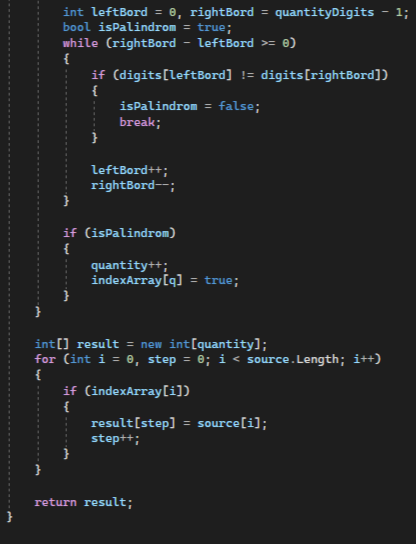 int leftBord = 0, rightBord = quantityDigits - 1;
bool isPalindrom = true;
while (rightBord - leftBord >= 0)
{
if (digits[leftBord] != digits[rightBord])
{
isPalindrom = false;
break;
}
leftBord++;
rightBord--;
}
if (isPalindrom)
{
quantity++;
indexArray[q] = true;
}
}
int[] result = new int[quantity];
for (int i = 0, step = 0; i < source.Length; i++)
{
if (indexArray[i])
{
result[step] = source[i];
step++;
}
}
return result;
}